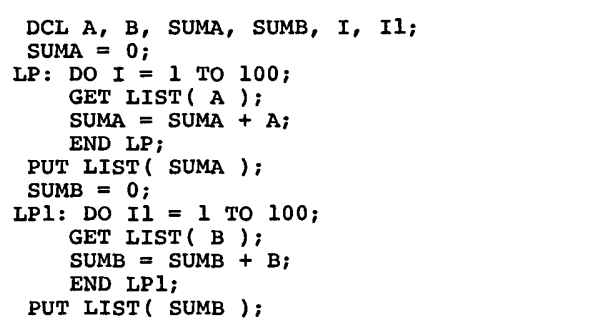 DCL A, B, SUMA, SUMB, I, I1;
SUMA = 0;
LP: DO I = 1 TO 100;
GET LIST( A );
SUMA = SUMA + A;
END LP;
PUT LIST( SUMA );
SUMB = 0;
LP1: DO I1 = 1 TO 100;
GET LIST( B );
SUMB = SUMB + B;
END LP1;
PUT LIST( SUMB );